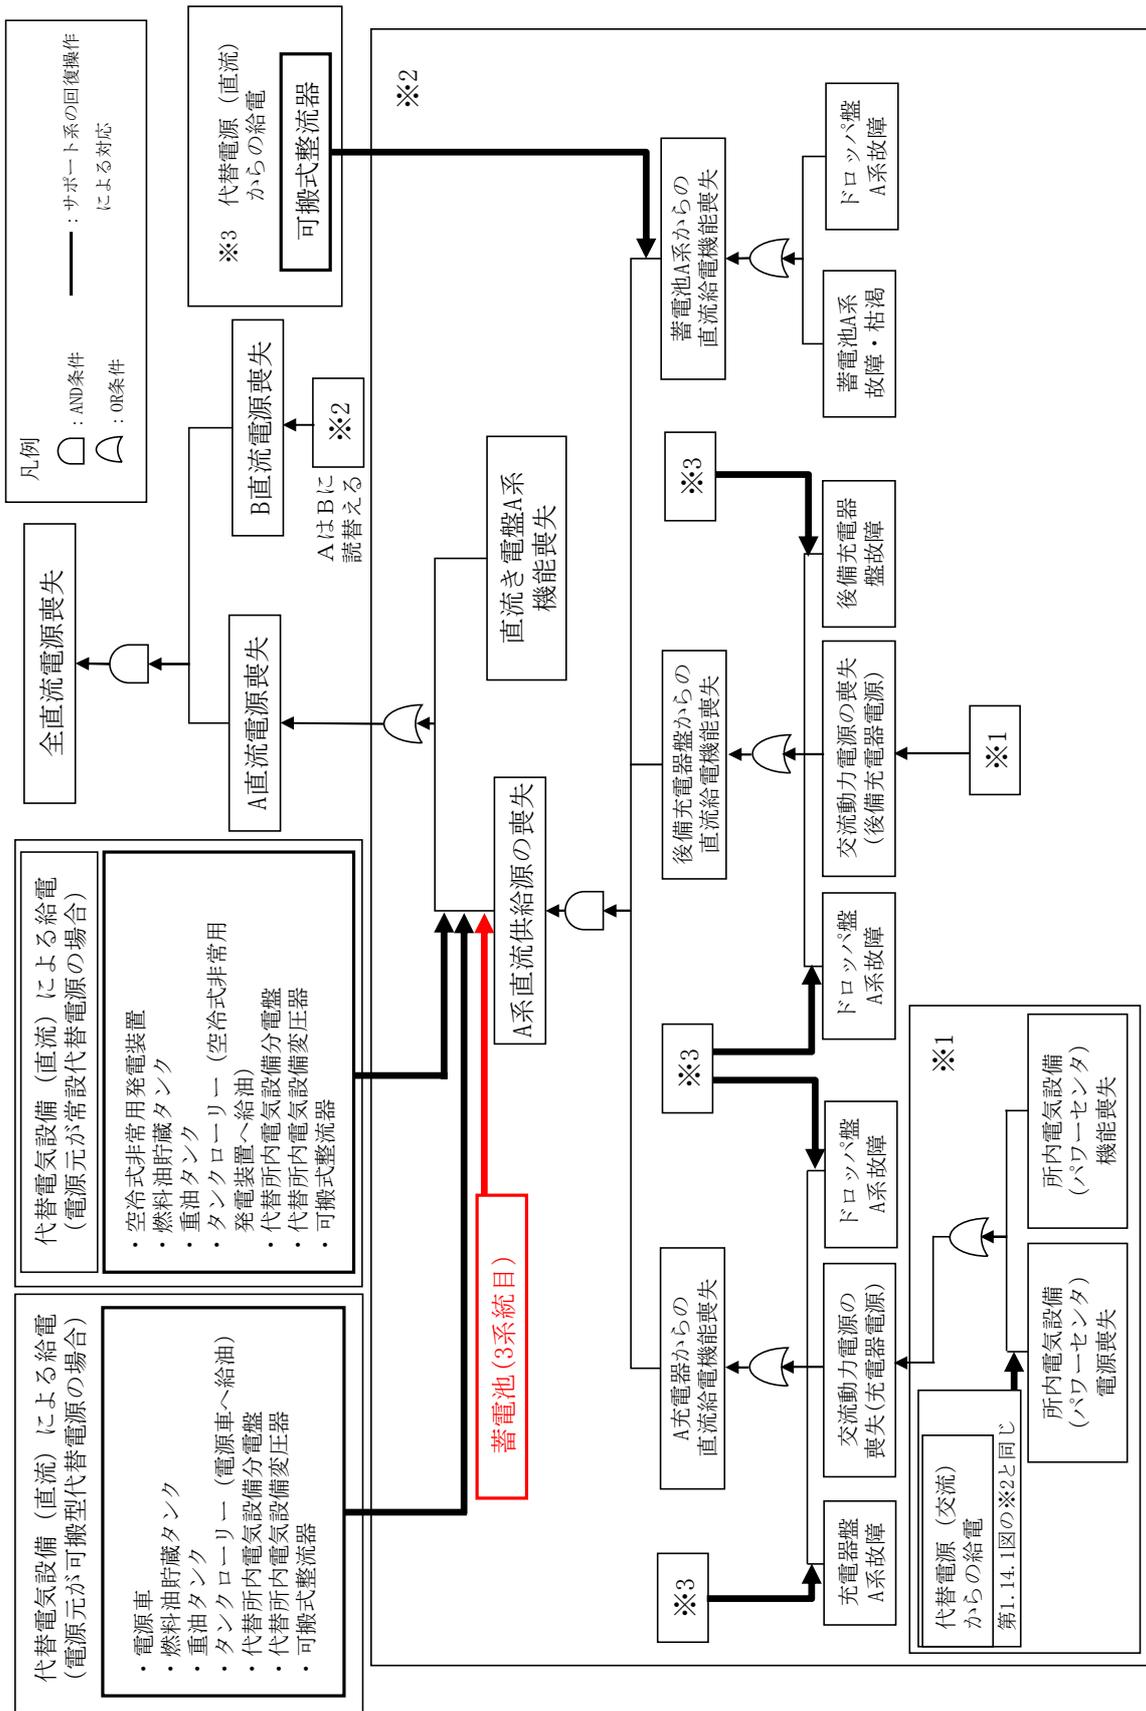 代替電気設備（直流）による給電
(電源元が可搬型代替電源の場合)
・電源車
・燃料油貯蔵タンク
・重油タンク
・タンクローリー（電源車へ給油）
・代替所内電気設備分電盤
・代替所内電気設備変圧器
・可搬式整流器
代替電気設備（直流）による給電
(電源元が常設代替電源の場合)
・空冷式非常用発電装置
・燃料油貯蔵タンク
・重油タンク
・タンクローリー（空冷式非常用
発電装置へ給油）
・代替所内電気設備分電盤
・代替所内電気設備変圧器
・可搬式整流器
全直流電源喪失
A直流電源喪失
B直流電源喪失
※2
AはBに
読替える
凡例
：AND条件
：OR条件
：サポート系の回復操作
による対応
※3　代替電源（直流）
からの給電
可搬式整流器
※2
蓄電池(3系統目)
A系直流供給源の喪失
直流き電盤A系
機能喪失
A充電器からの
直流給電機能喪失
後備充電器盤からの
直流給電機能喪失
蓄電池A系からの
直流給電機能喪失
※3
※3
※3
充電器盤
A系故障
交流動力電源の
喪失(充電器電源)
ドロッパ盤
A系故障
ドロッパ盤
A系故障
交流動力電源の喪失
(後備充電器電源)
後備充電器
盤故障
蓄電池A系
故障・枯渇
ドロッパ盤
A系故障
※1
※1
代替電源（交流）
からの給電
第1.14.1図の※2と同じ
所内電気設備
(パワーセンタ)
電源喪失
所内電気設備
(パワーセンタ)
機能喪失